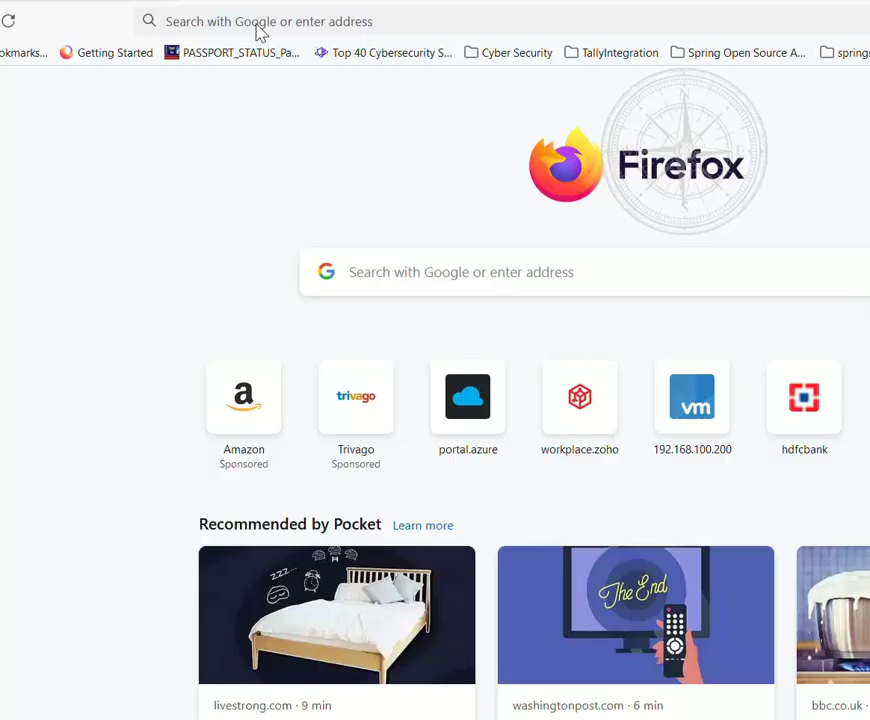 Search with Google or enter address
okmarks... Getting Started PASSPORT_STATUS_Pa... Top 40 Cybersecurity S... Cyber Security TallyIntegration Spring Open Source A... springs
N
Firefox
Search with Google or enter address
a trivago vm
Amazon Trivago portal.azure workplace.zoho 192.168.100.200 hdfcbank
Sponsored Sponsored
Recommended by Pocket Learn more
zzz...
The End
livestrong.com · 9 min washingtonpost.com · 6 min bbc.co.uk ·